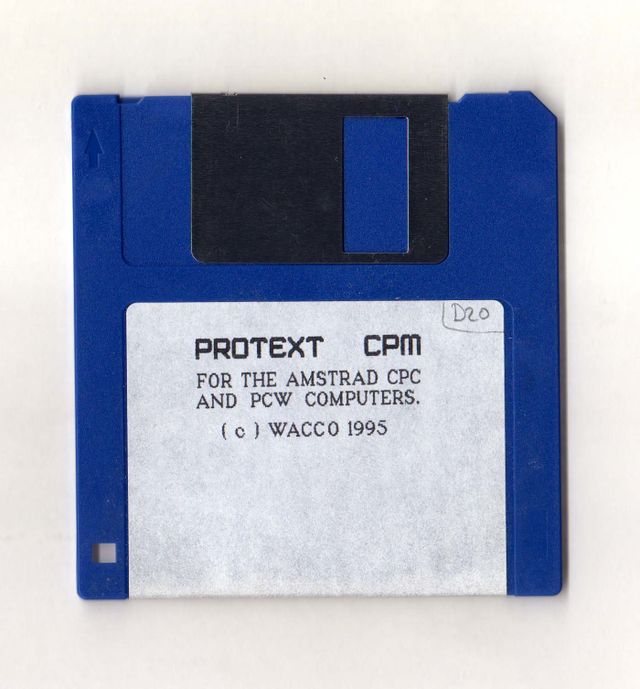 D20
PROTEXT CPM
FOR THE AMSTRAD CPC
AND PCW COMPUTERS.
( c ) WACCO 1995